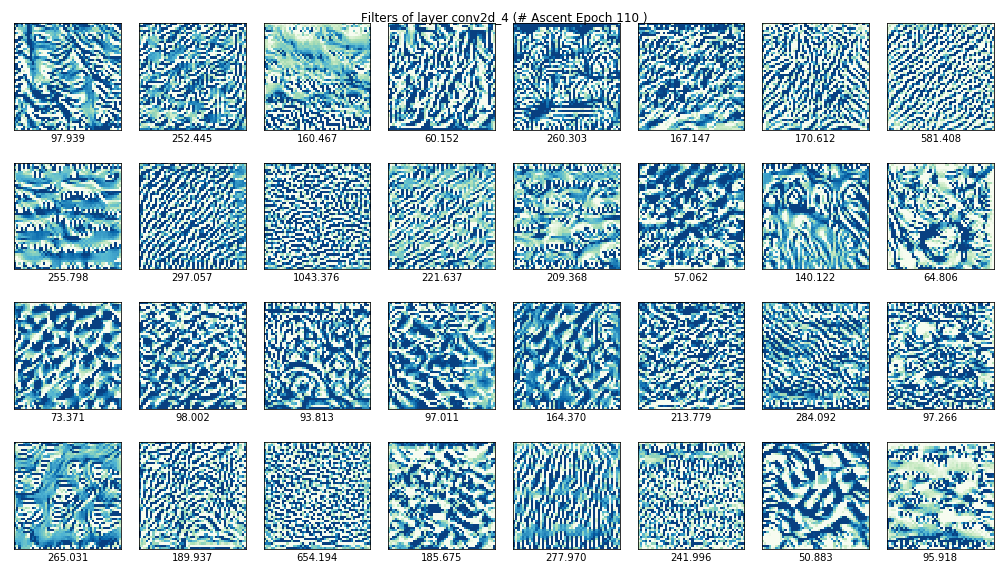 Filters of layer conv2d_4 (# Ascent Epoch 110 )
97.939 252.445 160.467 60.152 260.303 167.147 170.612 581.408
255.798 297.057 1043.376 221.637 209.368 57.062 140.122 64.806
73.371 98.002 93.813 97.011 164.370 213.779 284.092 97.266
265.031 189.937 654.194 185.675 277.970 241.996 50.883 95.918